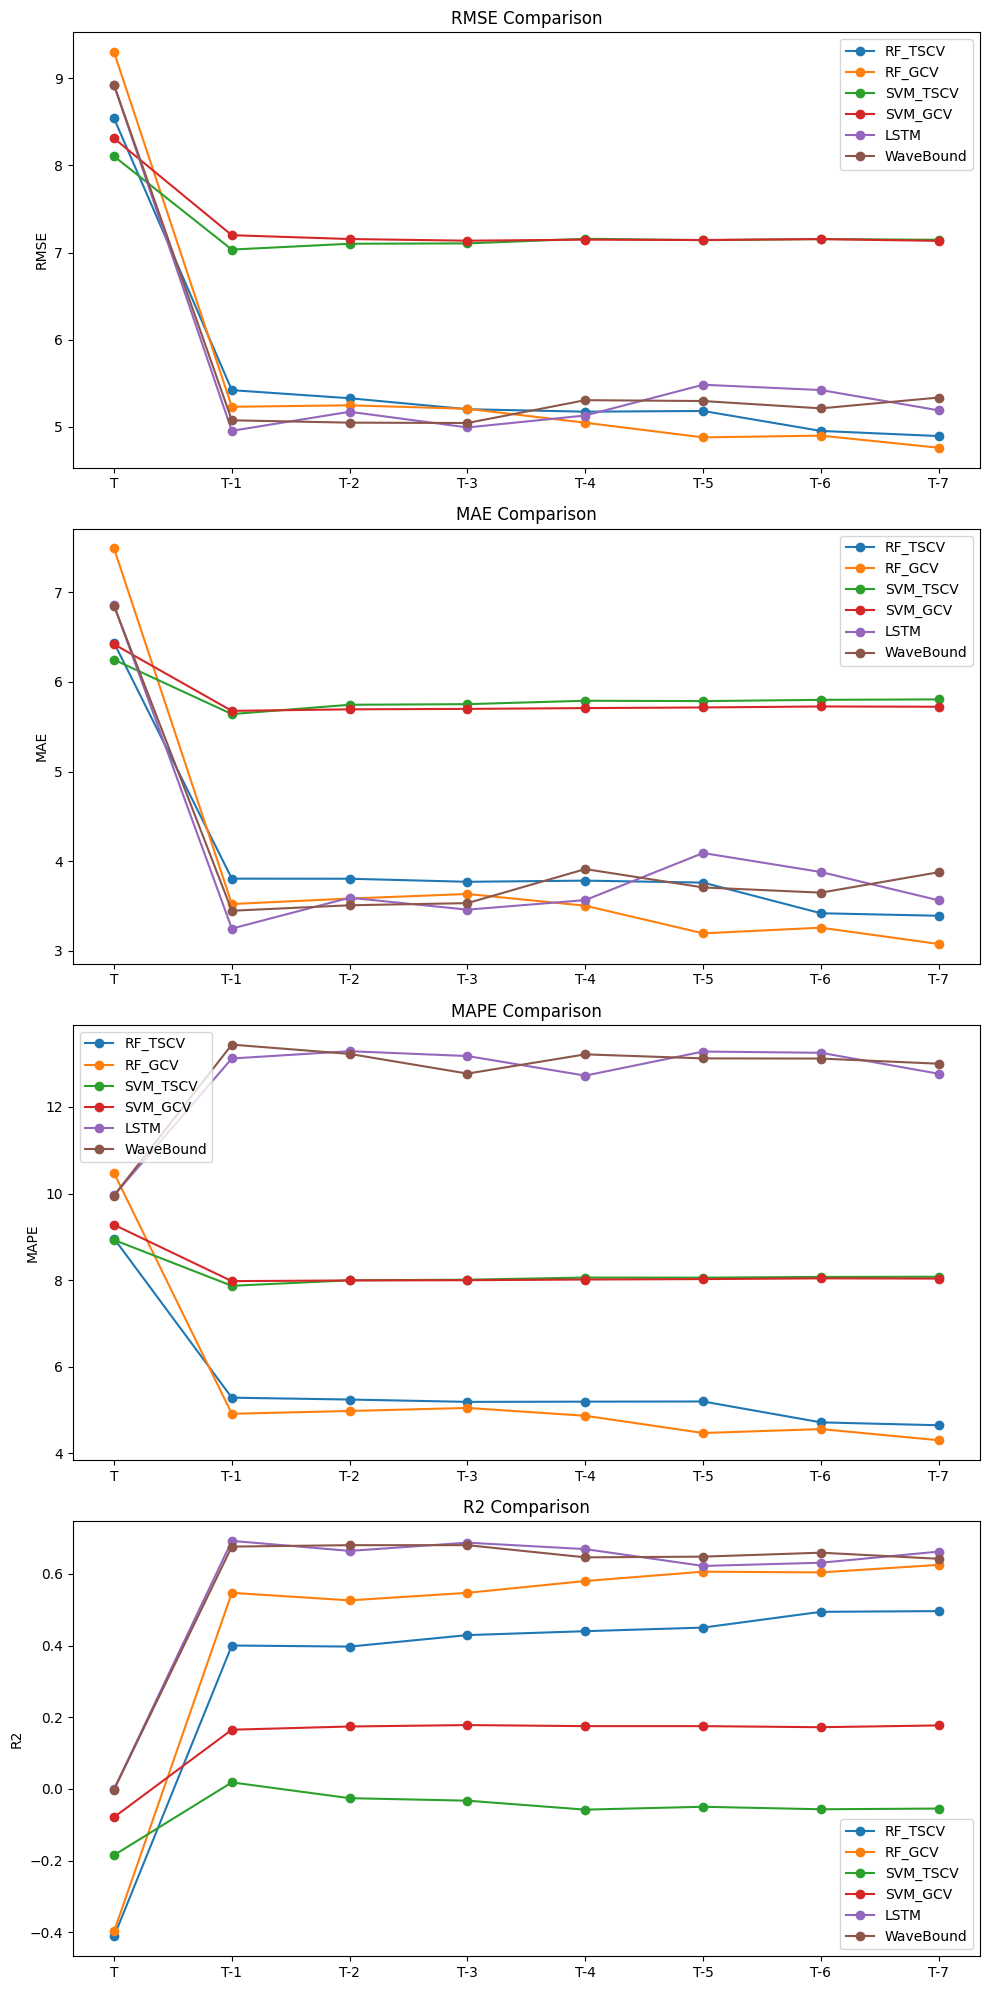 RMSE Comparison
RMSE
9
8
7
6
5
T T-1 T-2 T-3 T-4 T-5 T-6 T-7
RF_TSCV
RF_GCV
SVM_TSCV
SVM_GCV
LSTM
WaveBound
MAE Comparison
MAE
7
6
5
4
3
T T-1 T-2 T-3 T-4 T-5 T-6 T-7
RF_TSCV
RF_GCV
SVM_TSCV
SVM_GCV
LSTM
WaveBound
MAPE Comparison
MAPE
12
10
8
6
4
T T-1 T-2 T-3 T-4 T-5 T-6 T-7
RF_TSCV
RF_GCV
SVM_TSCV
SVM_GCV
LSTM
WaveBound
R2 Comparison
R2
0.6
0.4
0.2
0.0
−0.2
−0.4
T T-1 T-2 T-3 T-4 T-5 T-6 T-7
RF_TSCV
RF_GCV
SVM_TSCV
SVM_GCV
LSTM
WaveBound